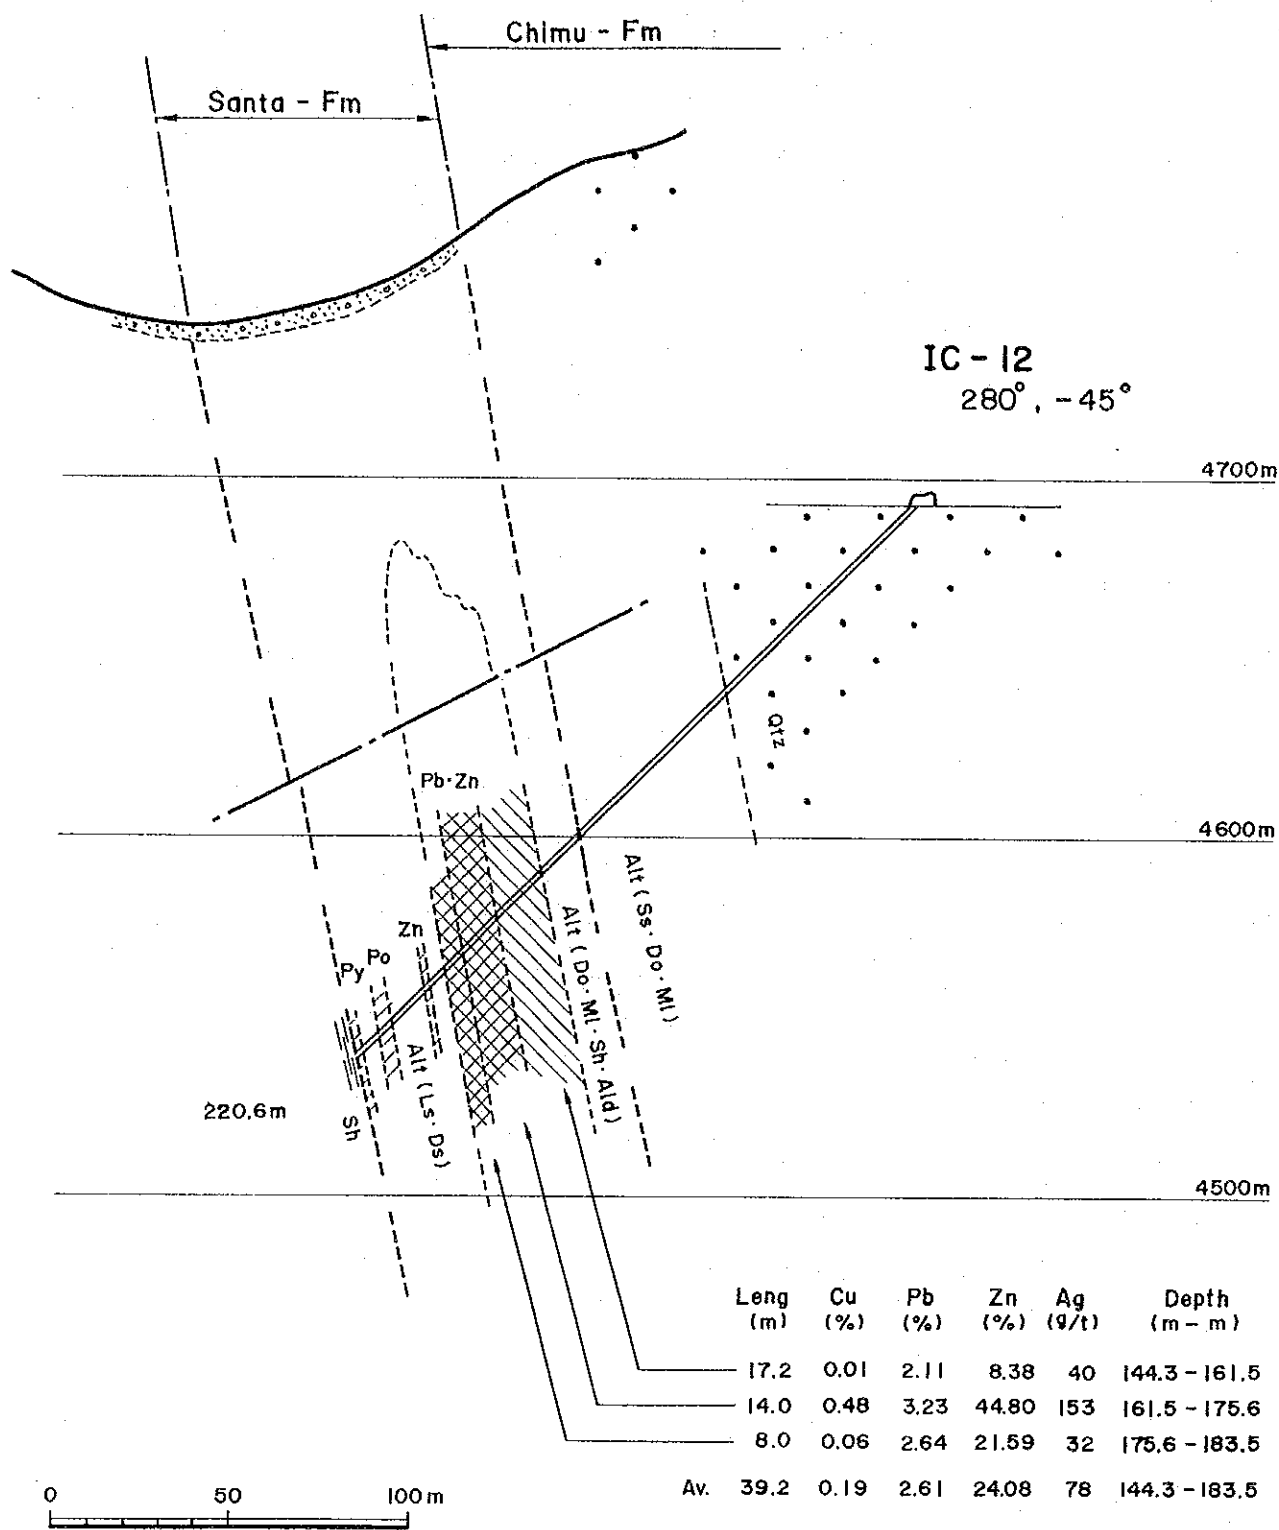 Chimu - Fm
Santa - Fm
IC - 12
280°, -45°
4700m
Qtz
Pb·Zn
4600m
Alt (Ss·Do·Ml)
Alt (Do·Ml·Sh·Ald)
Zn
Po
Py
Alt (Ls·Ds)
220.6m
Sh
4500m
Leng Cu Pb Zn Ag Depth
(m) (%) (%) (%) (g/t) (m - m)
17.2 0.01 2.11 8.38 40 144.3 - 161.5
14.0 0.48 3.23 44.80 153 161.5 - 175.6
8.0 0.06 2.64 21.59 32 175.6 - 183.5
Av. 39.2 0.19 2.61 24.08 78 144.3 - 183.5
0 50 100m